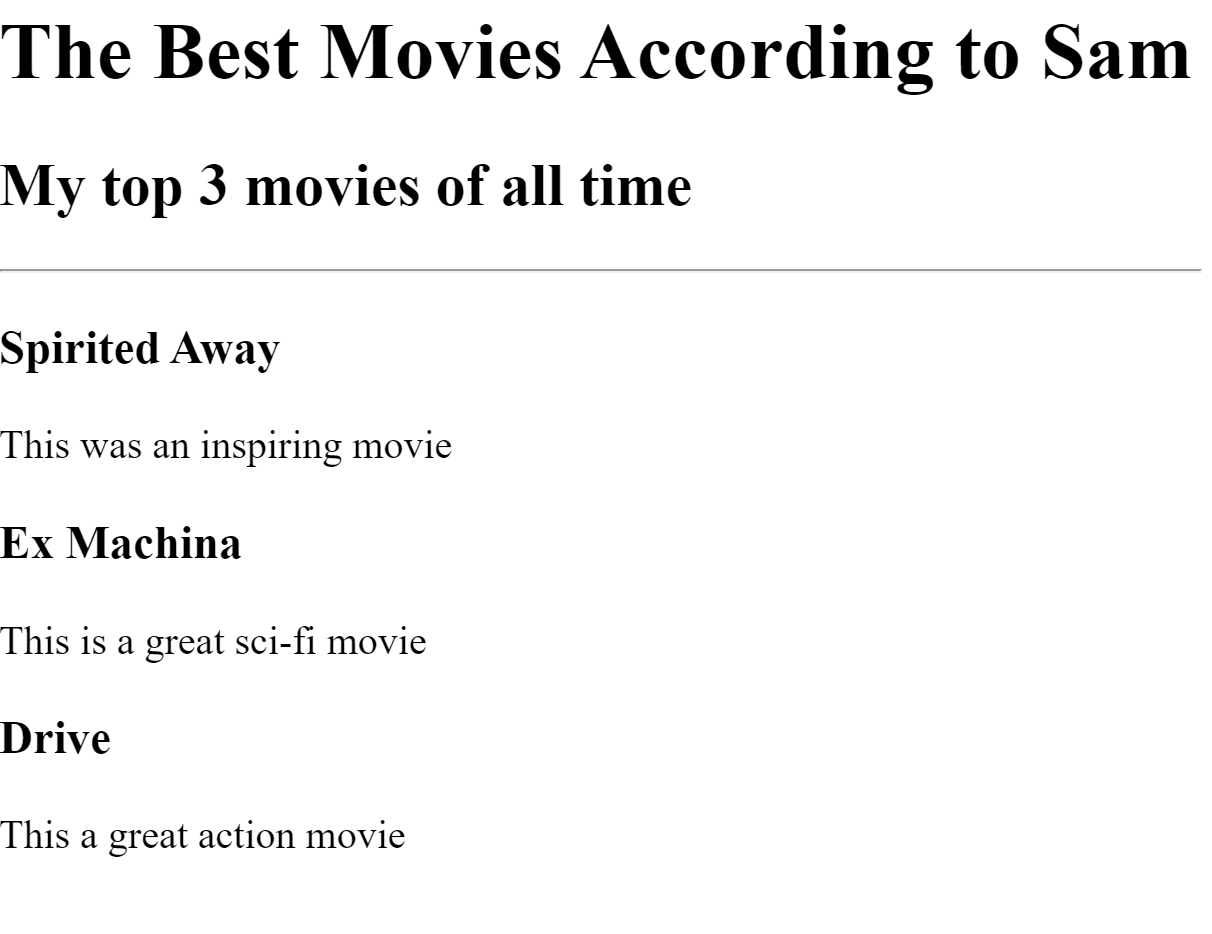 The Best Movies According to Sam
My top 3 movies of all time
Spirited Away
This was an inspiring movie
Ex Machina
This is a great sci-fi movie
Drive
This a great action movie